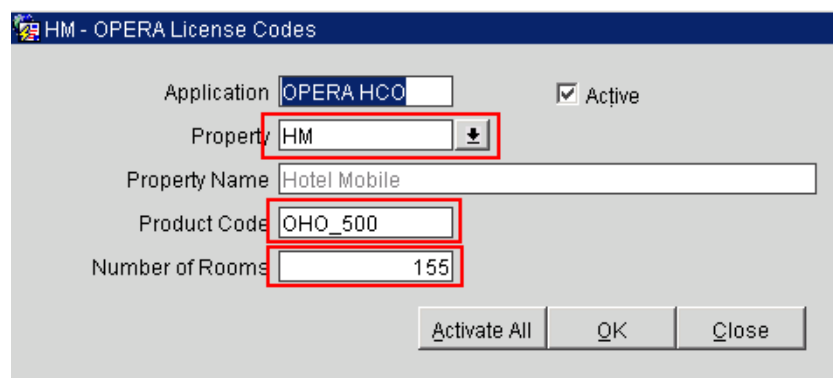 HM - OPERA License Codes
Application OPERA HCO Active
Property HM
Property Name Hotel Mobile
Product Code OHO_500
Number of Rooms 155
Activate All OK Close